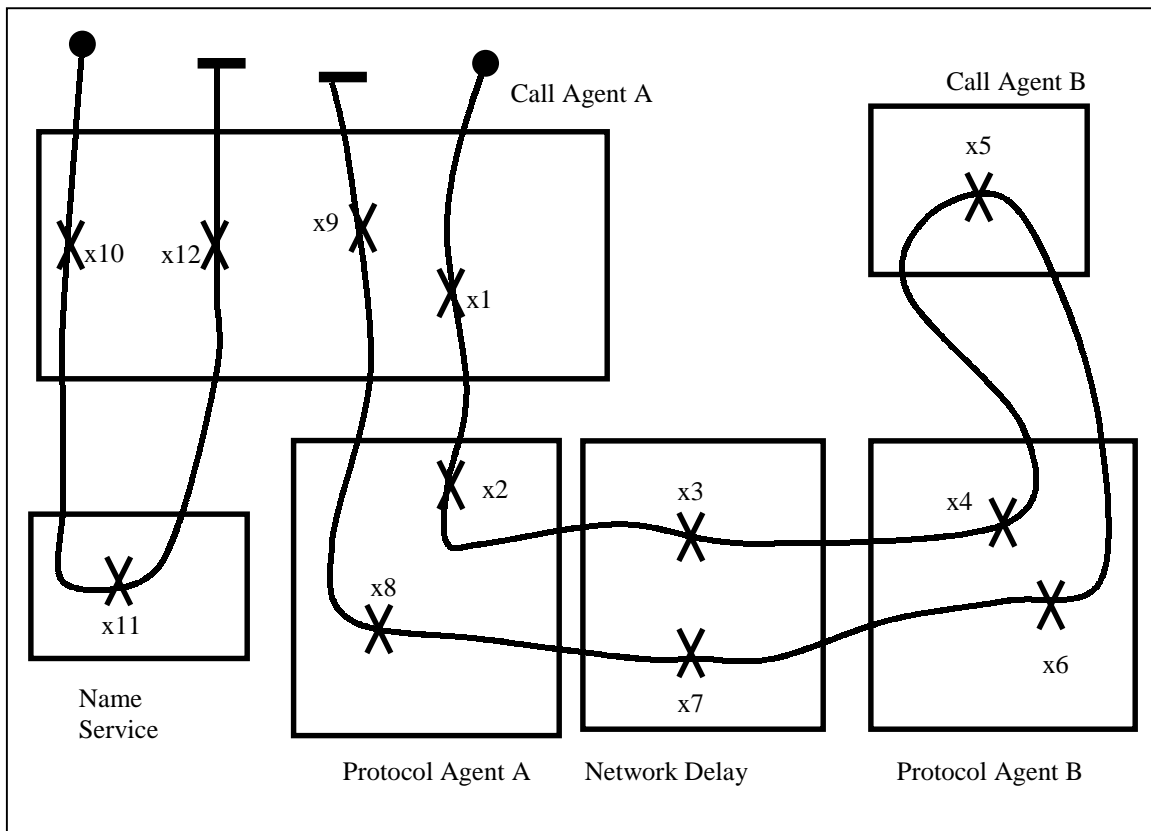 Call Agent A
Call Agent B
x5
x9
x10
x12
x1
x2
x3
x4
x8
x11
x6
x7
Name
Service
Protocol Agent A
Network Delay
Protocol Agent B